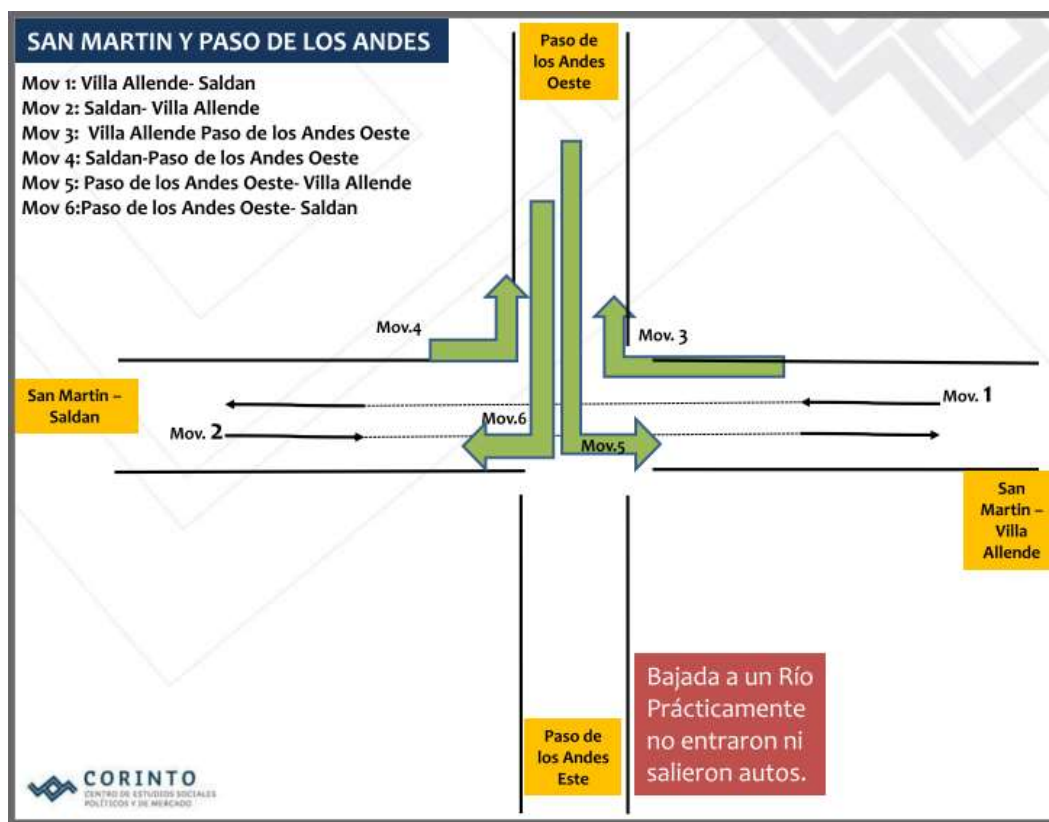 SAN MARTIN Y PASO DE LOS ANDES
Mov 1: Villa Allende- Saldan
Mov 2: Saldan- Villa Allende
Mov 3:  Villa Allende Paso de los Andes Oeste
Mov 4: Saldan-Paso de los Andes Oeste
Mov 5: Paso de los Andes Oeste- Villa Allende
Mov 6:Paso de los Andes Oeste- Saldan
Paso de
los Andes
Oeste
Mov.4
Mov. 3
San Martin –
Saldan
Mov. 1
Mov.6
Mov. 2
Mov.5
San
Martin –
Villa
Allende
Bajada a un Río
Prácticamente
no entraron ni
salieron autos.
Paso de
los Andes
Este
CORINTO
CENTRO DE ESTUDIOS SOCIALES
POLÍTICOS Y DE MERCADO